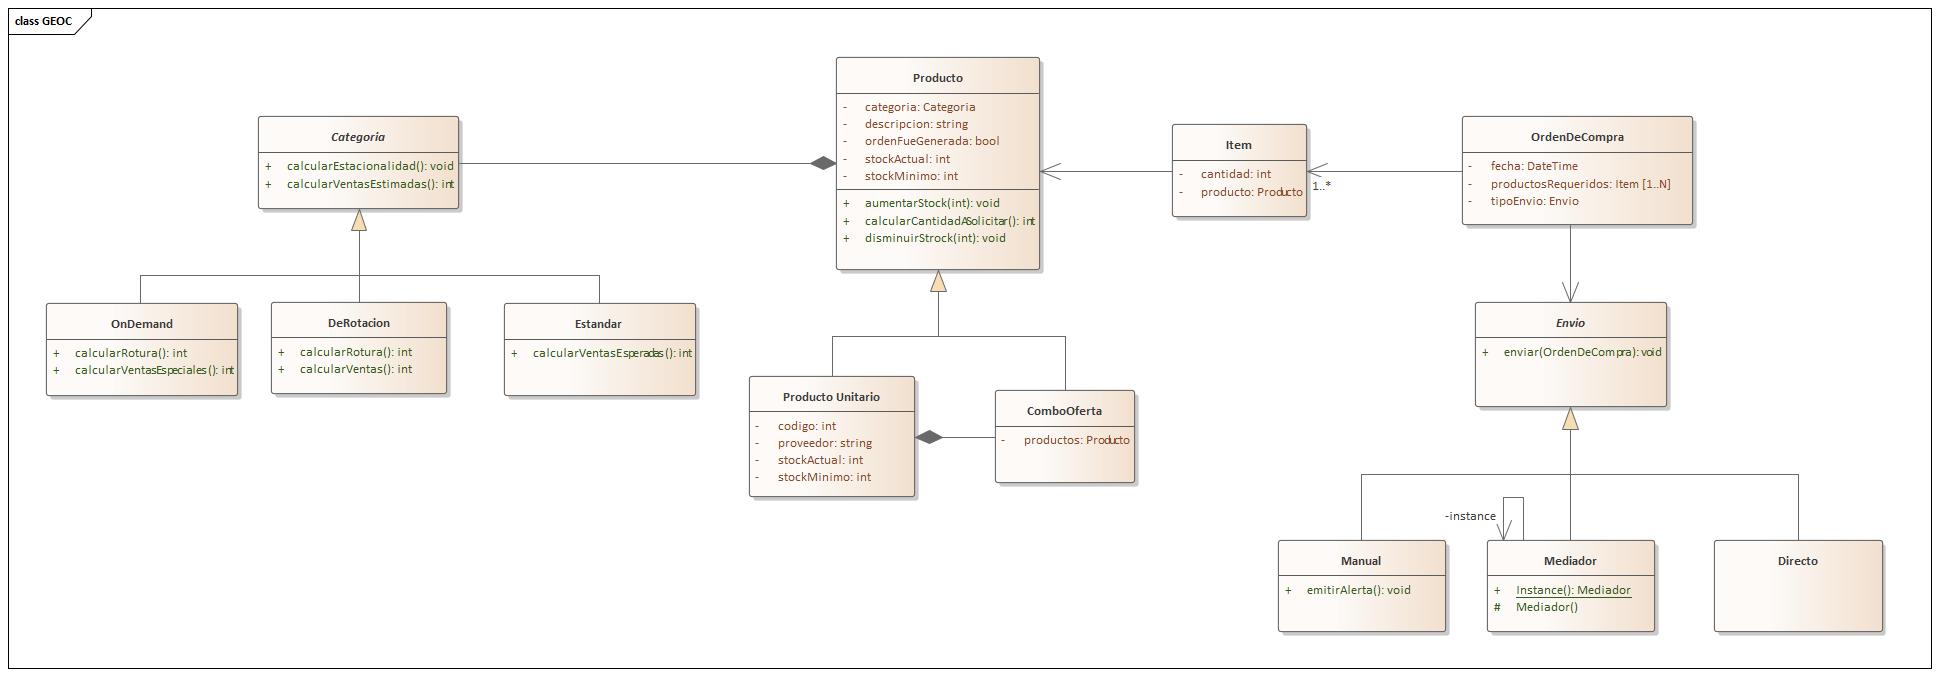 class GEOC
Categoria
+ calcularEstacionalidad(): void
+ calcularVentasEstimadas(): int
Producto
- categoria: Categoria
- descripcion: string
- ordenFueGenerada: bool
- stockActual: int
- stockMinimo: int
+ aumentarStock(int): void
+ calcularCantidadASolicitar(): int
+ disminuirStrock(int): void
Item
- cantidad: int
- producto: Producto
1..*
OrdenDeCompra
- fecha: DateTime
- productosRequeridos: Item [1..N]
- tipoEnvio: Envio
OnDemand
+ calcularRotura(): int
+ calcularVentasEspeciales(): int
DeRotacion
+ calcularRotura(): int
+ calcularVentas(): int
Estandar
+ calcularVentasEsperadas(): int
Envio
+ enviar(OrdenDeCompra): void
Producto Unitario
- codigo: int
- proveedor: string
- stockActual: int
- stockMinimo: int
ComboOferta
- productos: Producto
-instance
Manual
+ emitirAlerta(): void
Mediador
+ Instance(): Mediador
# Mediador()
Directo